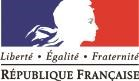 Liberté • Égalité • Fraternité
RÉPUBLIQUE FRANÇAISE